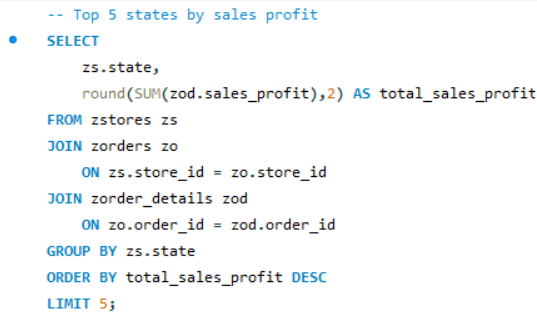 -- Top 5 states by sales profit
SELECT
    zs.state,
    round(SUM(zod.sales_profit),2) AS total_sales_profit
FROM zstores zs
JOIN zorders zo
    ON zs.store_id = zo.store_id
JOIN zorder_details zod
    ON zo.order_id = zod.order_id
GROUP BY zs.state
ORDER BY total_sales_profit DESC
LIMIT 5;